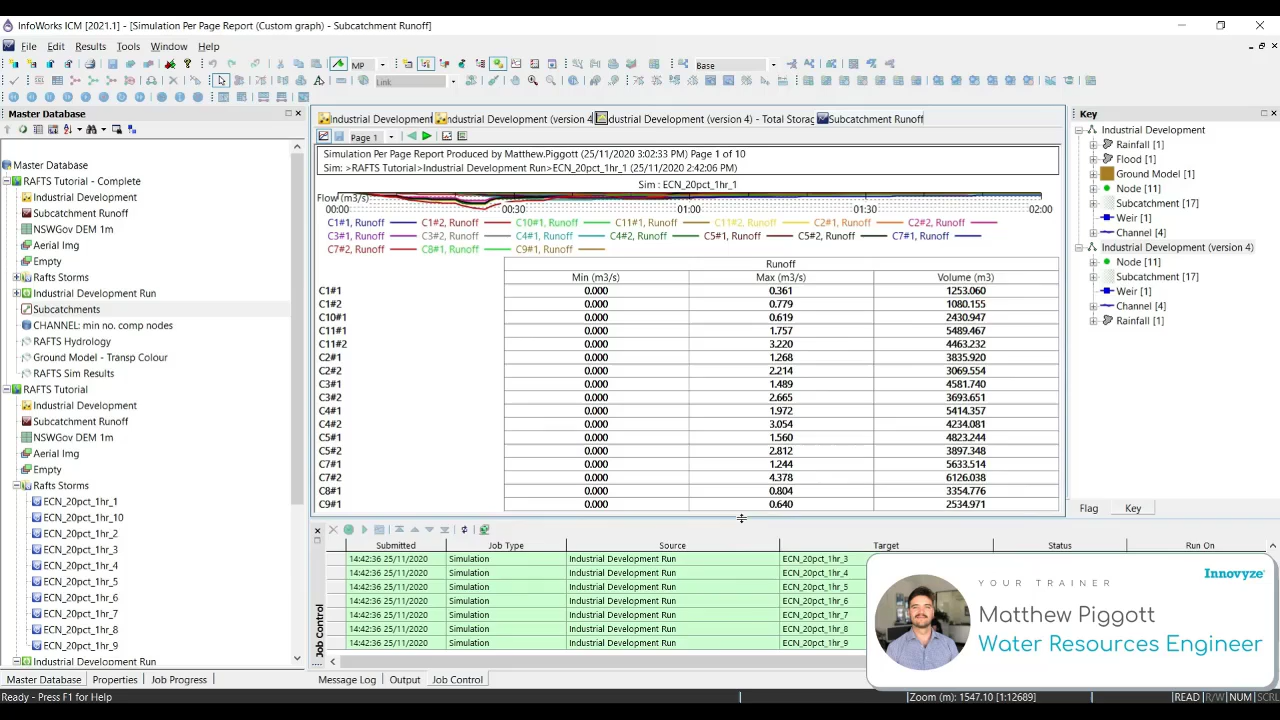 InfoWorks ICM [2021.1] - [Simulation Per Page Report (Custom graph) - Subcatchment Runoff]
File Edit Results Tools Window Help
MP
Base
Link
Master Database
Master Database
RAFTS Tutorial - Complete
Industrial Development
Subcatchment Runoff
NSWGov DEM 1m
Aerial Img
Empty
Rafts Storms
Industrial Development Run
Subcatchments
CHANNEL: min no. comp nodes
RAFTS Hydrology
Ground Model - Transp Colour
RAFTS Sim Results
RAFTS Tutorial
Industrial Development
Subcatchment Runoff
NSWGov DEM 1m
Aerial Img
Empty
Rafts Storms
ECN_20pct_1hr_1
ECN_20pct_1hr_10
ECN_20pct_1hr_2
ECN_20pct_1hr_3
ECN_20pct_1hr_4
ECN_20pct_1hr_5
ECN_20pct_1hr_6
ECN_20pct_1hr_7
ECN_20pct_1hr_8
ECN_20pct_1hr_9
Industrial Development Run
Master Database Properties Job Progress
Industrial Development Industrial Development (version 4 dustrial Development (version 4) - Total Storag Subcatchment Runoff
Page 1
Simulation Per Page Report Produced by Matthew.Piggott (25/11/2020 3:02:33 PM) Page 1 of 10
Sim: >RAFTS Tutorial>Industrial Development Run>ECN_20pct_1hr_1 (25/11/2020 2:42:06 PM)
Sim : ECN_20pct_1hr_1
Flow (m3/s)
00:00 00:30 01:00 01:30 02:00
C1#1, Runoff C1#2, Runoff C10#1, Runoff C11#1, Runoff C11#2, Runoff C2#1, Runoff C2#2, Runoff
C3#1, Runoff C3#2, Runoff C4#1, Runoff C4#2, Runoff C5#1, Runoff C5#2, Runoff C7#1, Runoff
C7#2, Runoff C8#1, Runoff C9#1, Runoff
Runoff
Min (m3/s) Max (m3/s) Volume (m3)
C1#1 0.000 0.361 1253.060
C1#2 0.000 0.779 1080.155
C10#1 0.000 0.619 2430.947
C11#1 0.000 1.757 5489.467
C11#2 0.000 3.220 4463.232
C2#1 0.000 1.268 3835.920
C2#2 0.000 2.214 3069.554
C3#1 0.000 1.489 4581.740
C3#2 0.000 2.665 3693.651
C4#1 0.000 1.972 5414.357
C4#2 0.000 3.054 4234.081
C5#1 0.000 1.560 4823.244
C5#2 0.000 2.812 3897.348
C7#1 0.000 1.244 5633.514
C7#2 0.000 4.378 6126.038
C8#1 0.000 0.804 3354.776
C9#1 0.000 0.640 2534.971
Key
Industrial Development
Rainfall [1]
Flood [1]
Ground Model [1]
Node [11]
Subcatchment [17]
Weir [1]
Channel [4]
Industrial Development (version 4)
Node [11]
Subcatchment [17]
Weir [1]
Channel [4]
Rainfall [1]
Flag Key
Job Control
Submitted Job Type Source Target Status Run On
14:42:36 25/11/2020 Simulation Industrial Development Run ECN_20pct_1hr_3
14:42:36 25/11/2020 Simulation Industrial Development Run ECN_20pct_1hr_4
14:42:36 25/11/2020 Simulation Industrial Development Run ECN_20pct_1hr_5
14:42:36 25/11/2020 Simulation Industrial Development Run ECN_20pct_1hr_6
14:42:36 25/11/2020 Simulation Industrial Development Run ECN_20pct_1hr_7
14:42:36 25/11/2020 Simulation Industrial Development Run ECN_20pct_1hr_8
14:42:36 25/11/2020 Simulation Industrial Development Run ECN_20pct_1hr_9
Message Log Output Job Control
Innovyze
YOUR TRAINER
Matthew Piggott
Water Resources Engineer
Ready - Press F1 for Help
Zoom (m): 1547.10 [1:12689] READ R/W NUM SCRL